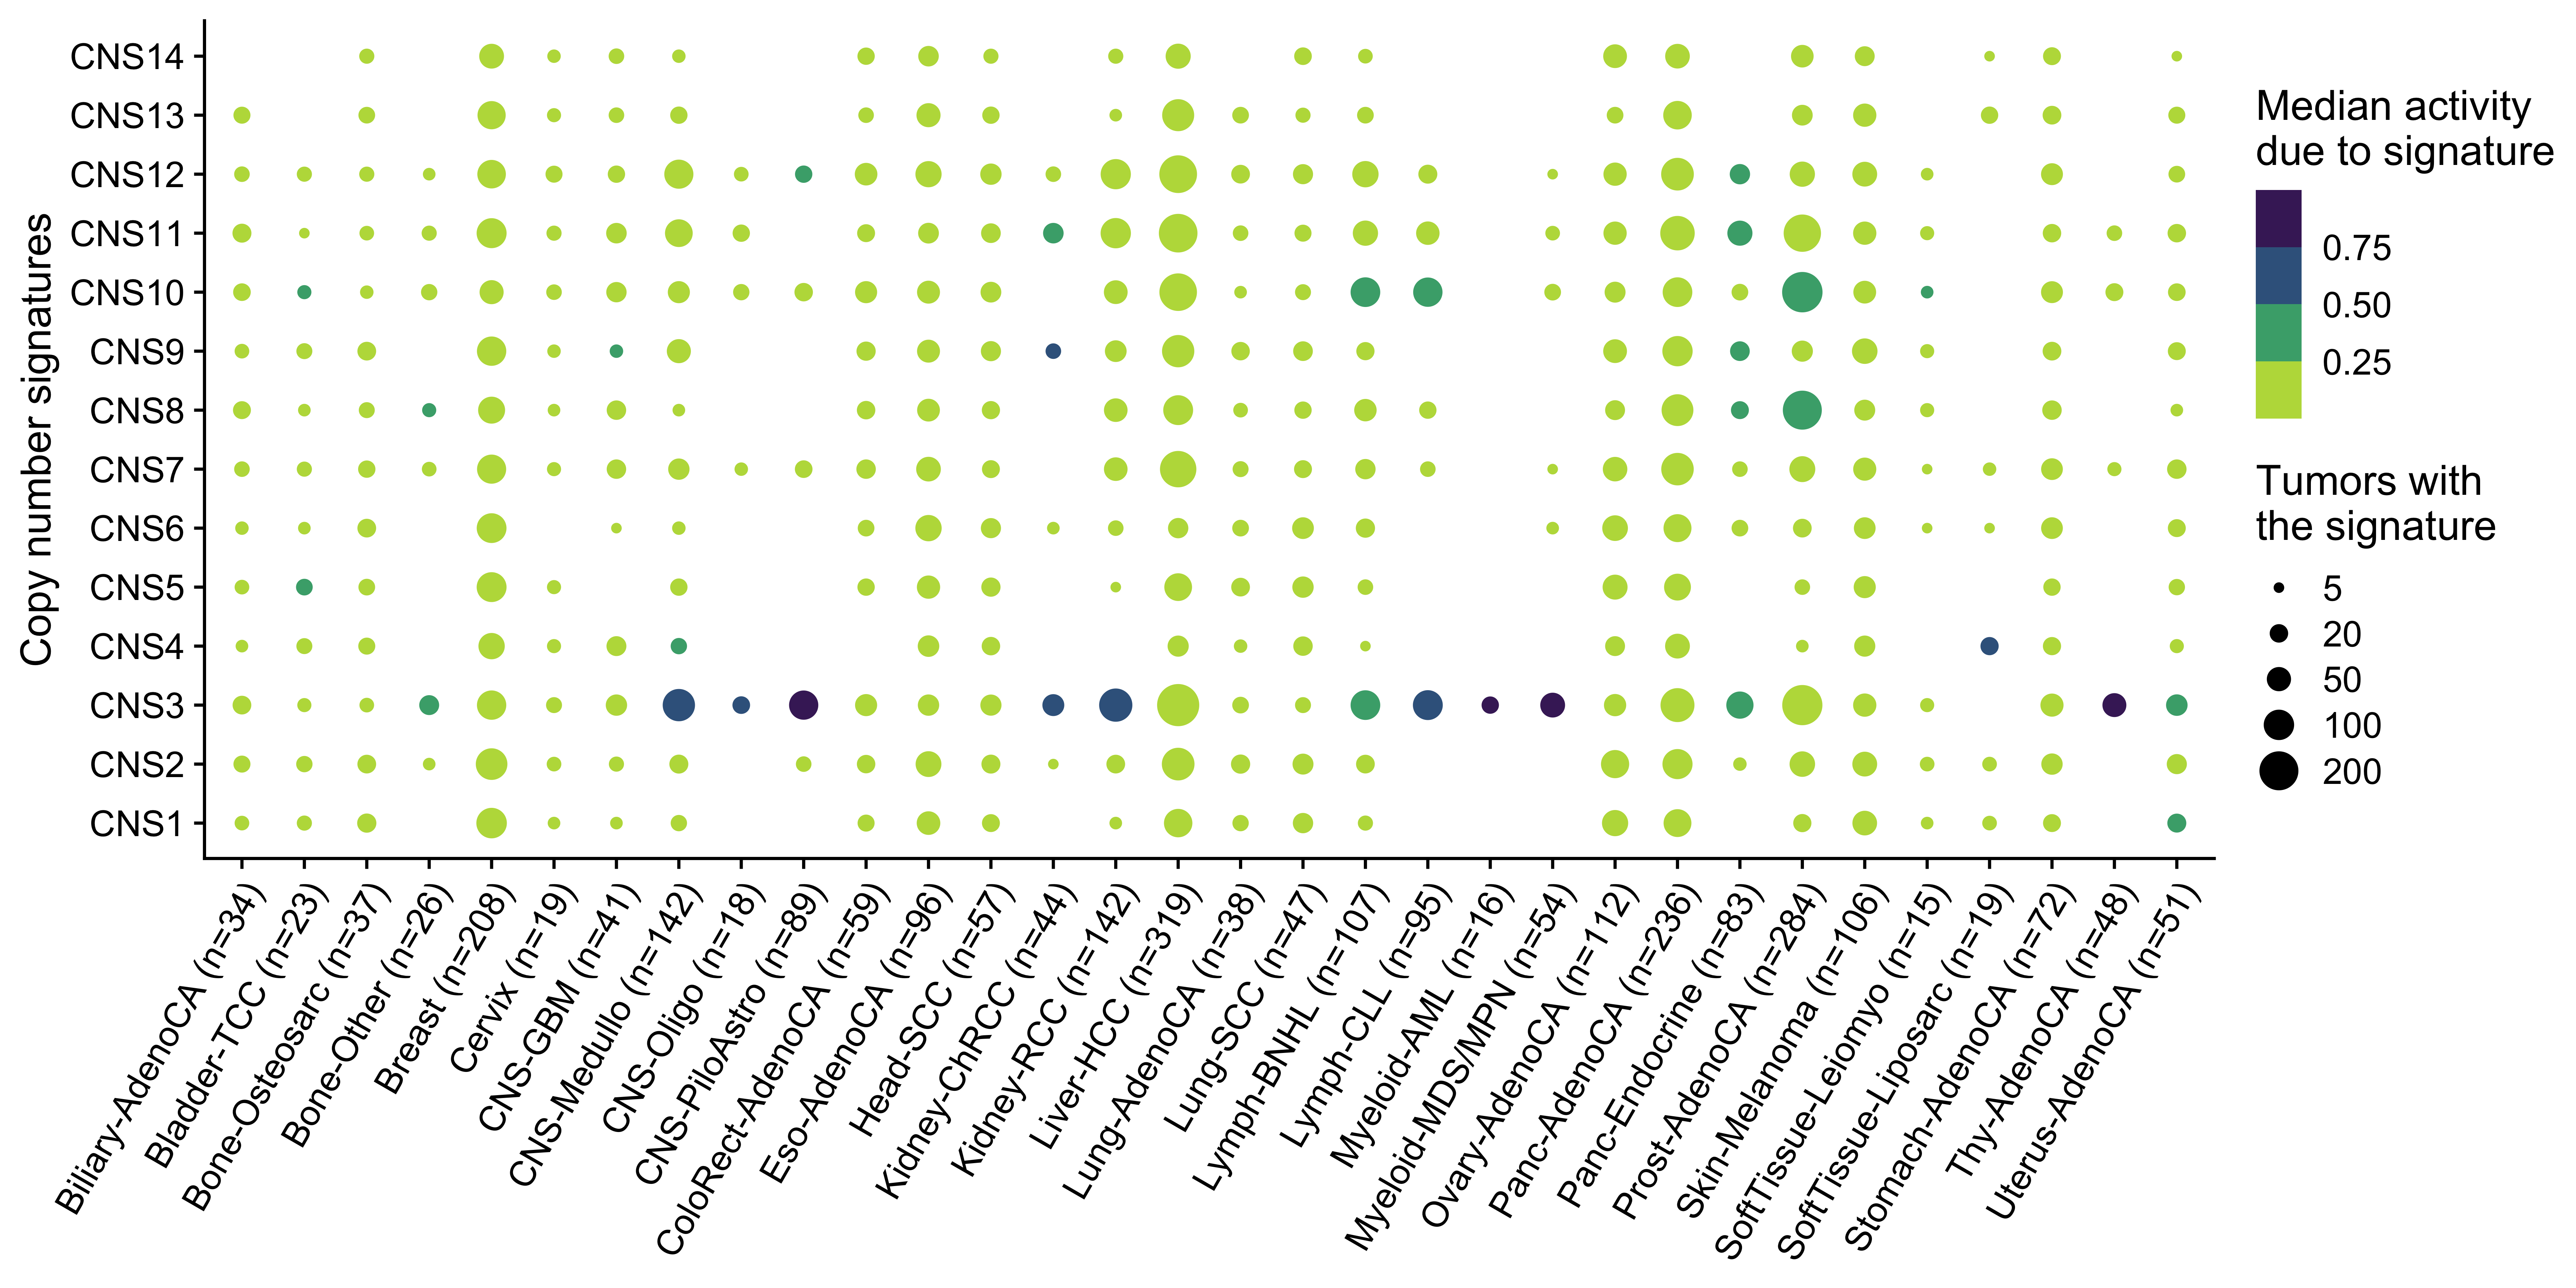 Copy number signatures
CNS14
CNS13
CNS12
CNS11
CNS10
CNS9
CNS8
CNS7
CNS6
CNS5
CNS4
CNS3
CNS2
CNS1
Biliary-AdenoCA (n=34)
Bladder-TCC (n=23)
Bone-Osteosarc (n=37)
Bone-Other (n=26)
Breast (n=208)
Cervix (n=19)
CNS-GBM (n=41)
CNS-Medullo (n=142)
CNS-Oligo (n=18)
CNS-PiloAstro (n=89)
ColoRect-AdenoCA (n=59)
Eso-AdenoCA (n=96)
Head-SCC (n=57)
Kidney-ChRCC (n=44)
Kidney-RCC (n=142)
Liver-HCC (n=319)
Lung-AdenoCA (n=38)
Lung-SCC (n=47)
Lymph-BNHL (n=107)
Lymph-CLL (n=95)
Myeloid-AML (n=16)
Myeloid-MDS/MPN (n=54)
Ovary-AdenoCA (n=112)
Panc-AdenoCA (n=236)
Panc-Endocrine (n=83)
Prost-AdenoCA (n=284)
Skin-Melanoma (n=106)
SoftTissue-Leiomyo (n=15)
SoftTissue-Liposarc (n=19)
Stomach-AdenoCA (n=72)
Thy-AdenoCA (n=48)
Uterus-AdenoCA (n=51)
Median activity
due to signature
0.75
0.50
0.25
Tumors with
the signature
5
20
50
100
200